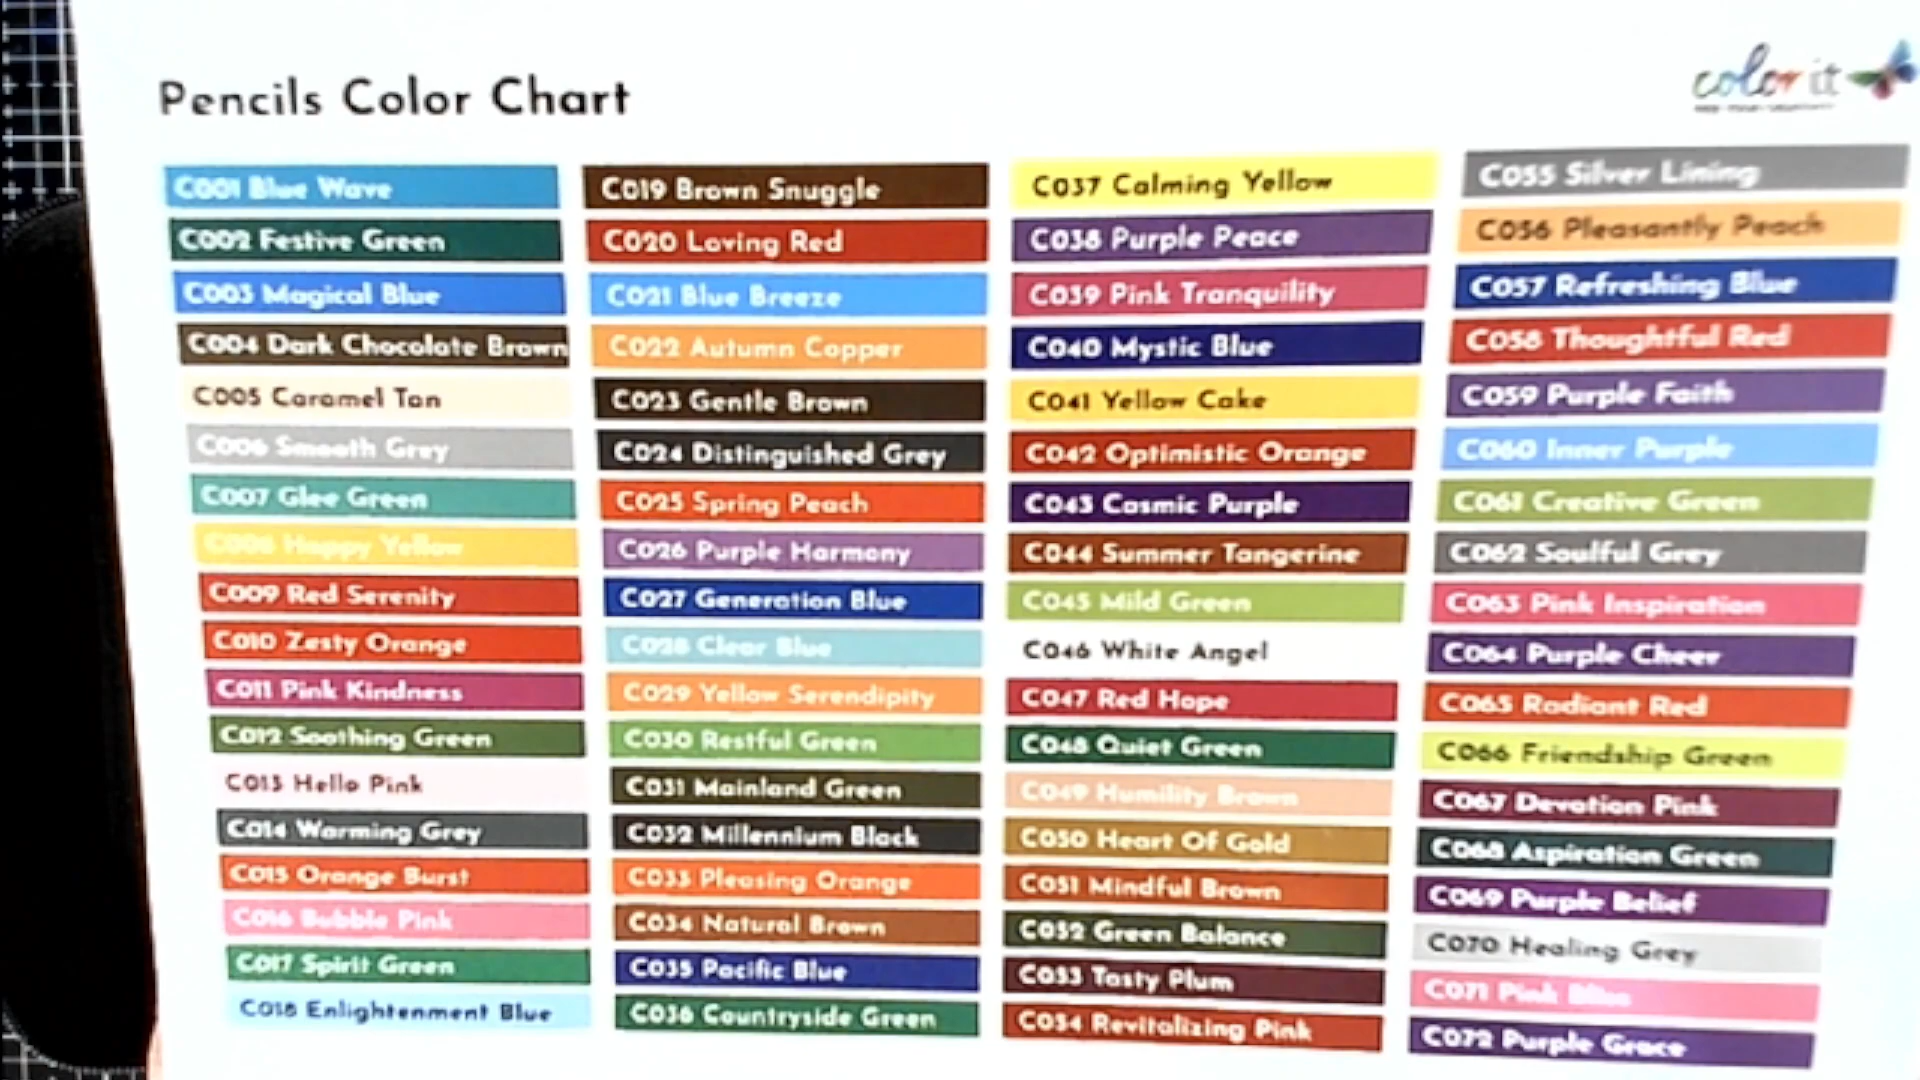 Pencils Color Chart
color it
C001 Blue Wave
C002 Festive Green
C003 Magical Blue
C004 Dark Chocolate Brown
C005 Caramel Tan
C006 Smooth Grey
C007 Glee Green
C008 Happy Yellow
C009 Red Serenity
C010 Zesty Orange
C011 Pink Kindness
C012 Soothing Green
C013 Hello Pink
C014 Warming Grey
C015 Orange Burst
C016 Bubble Pink
C017 Spirit Green
C018 Enlightenment Blue
C019 Brown Snuggle
C020 Loving Red
C021 Blue Breeze
C022 Autumn Copper
C023 Gentle Brown
C024 Distinguished Grey
C025 Spring Peach
C026 Purple Harmony
C027 Generation Blue
C028 Clear Blue
C029 Yellow Serendipity
C030 Restful Green
C031 Mainland Green
C032 Millennium Black
C033 Pleasing Orange
C034 Natural Brown
C035 Pacific Blue
C036 Countryside Green
C037 Calming Yellow
C038 Purple Peace
C039 Pink Tranquility
C040 Mystic Blue
C041 Yellow Cake
C042 Optimistic Orange
C043 Cosmic Purple
C044 Summer Tangerine
C045 Mild Green
C046 White Angel
C047 Red Hope
C048 Quiet Green
C049 Humility Brown
C050 Heart Of Gold
C051 Mindful Brown
C052 Green Balance
C053 Tasty Plum
C054 Revitalizing Pink
C055 Silver Lining
C056 Pleasantly Peach
C057 Refreshing Blue
C058 Thoughtful Red
C059 Purple Faith
C060 Inner Purple
C061 Creative Green
C062 Soulful Grey
C063 Pink Inspiration
C064 Purple Cheer
C065 Radiant Red
C066 Friendship Green
C067 Devotion Pink
C068 Aspiration Green
C069 Purple Belief
C070 Healing Grey
C071 Pink Bliss
C072 Purple Grace